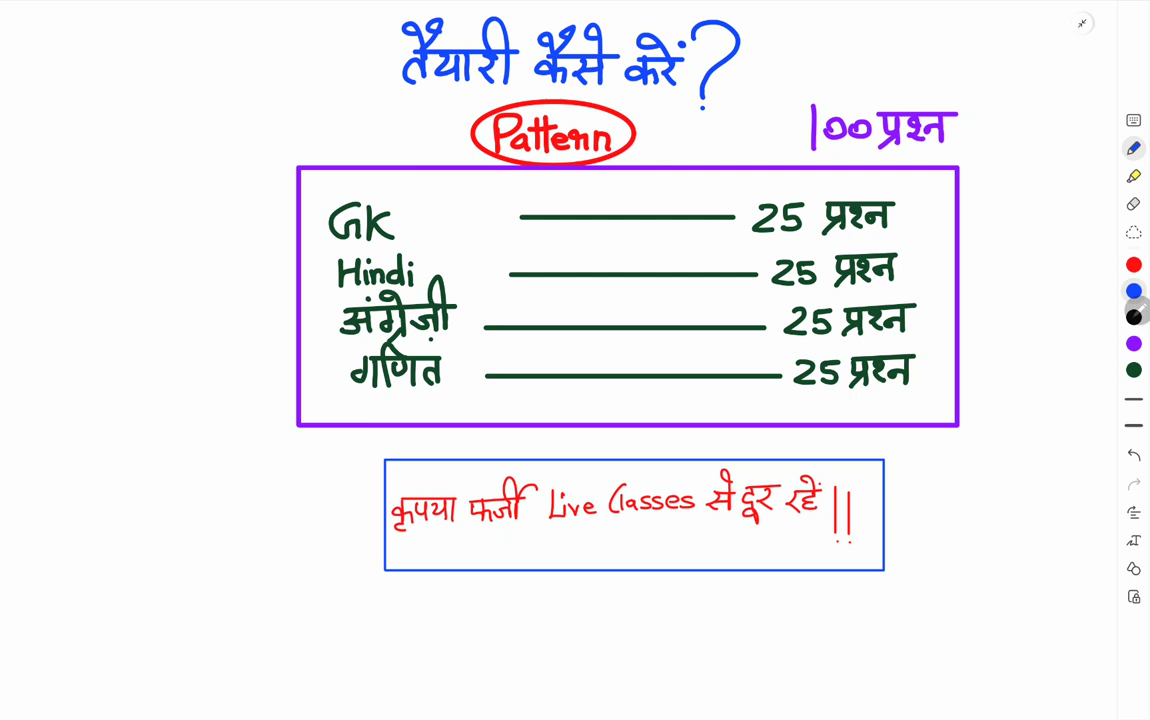 तैयारी कैसे करें?
Pattern
100 प्रश्न
GK ——— 25 प्रश्न
Hindi ——— 25 प्रश्न
अंग्रेज़ी ——— 25 प्रश्न
गणित ——— 25 प्रश्न
कृपया फर्जी Live Classes से दूर रहें !!